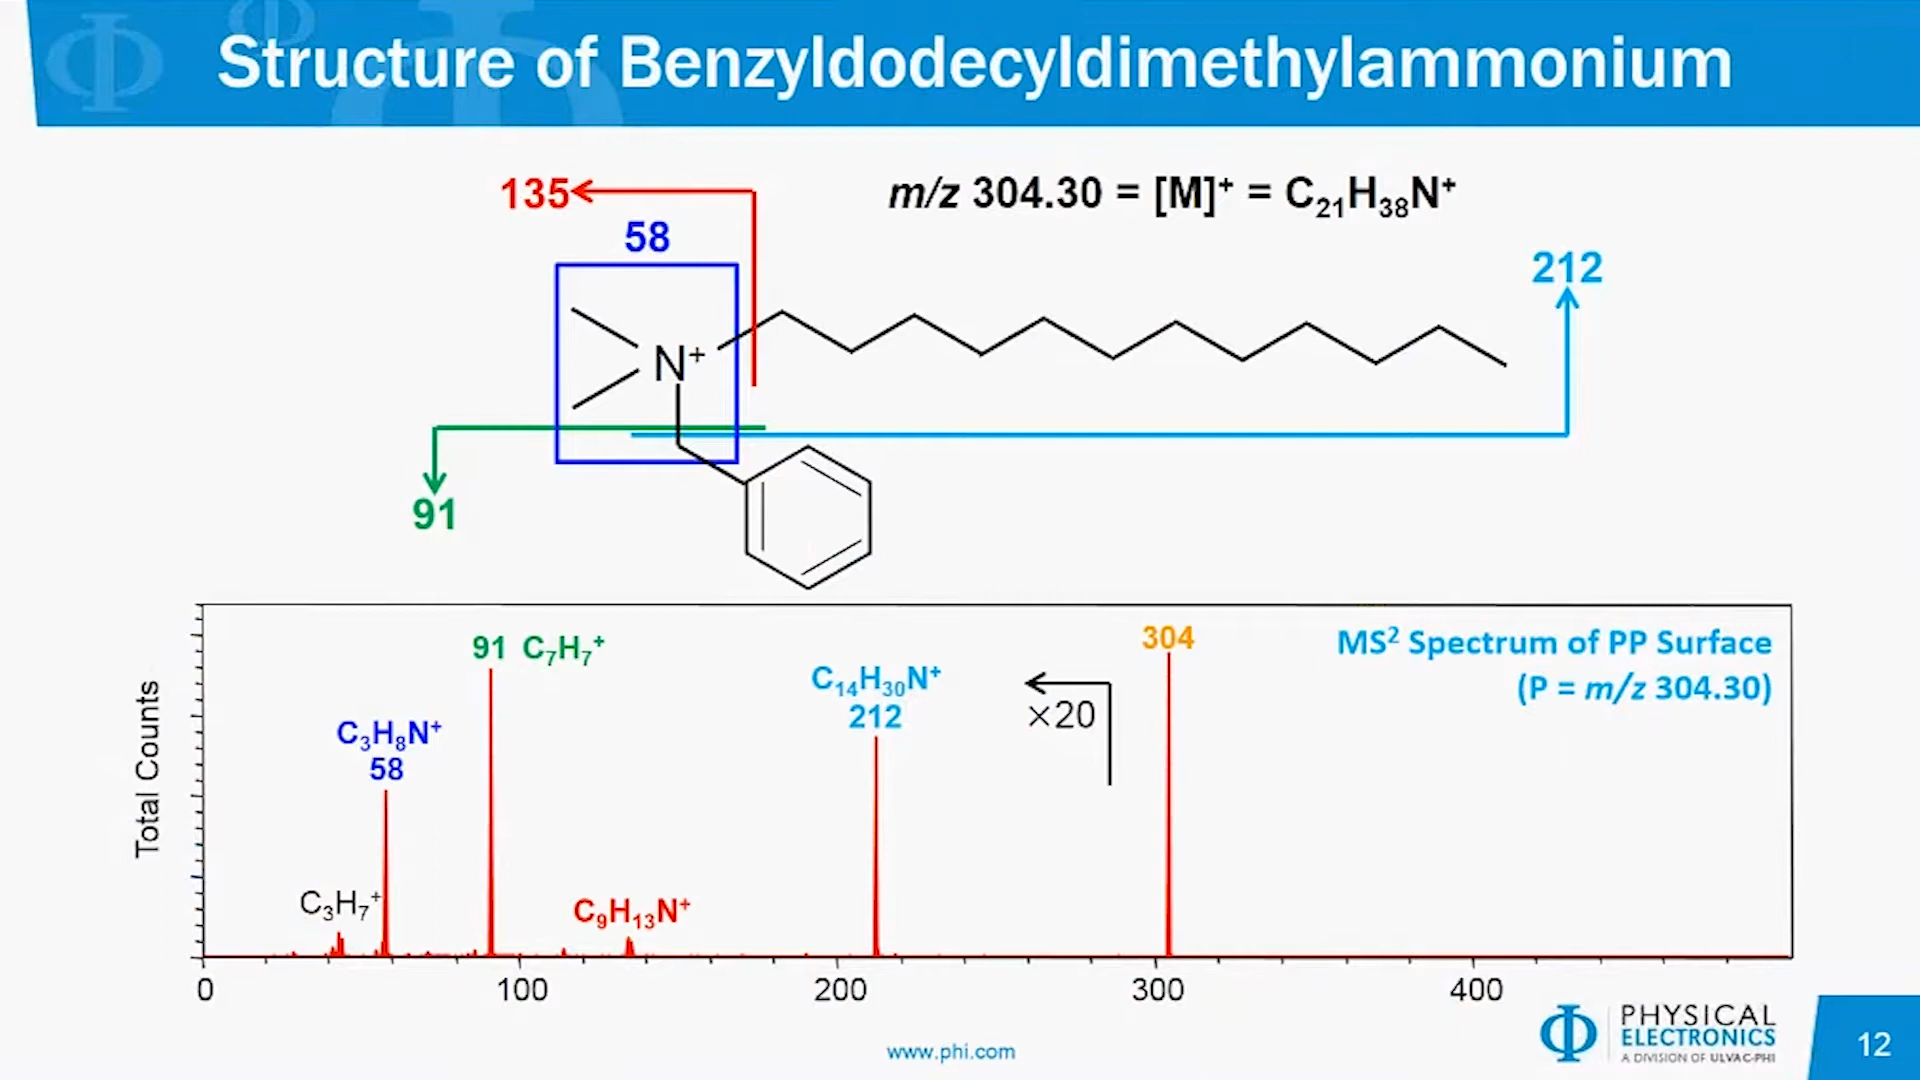 Structure of Benzyldodecyldimethylammonium
135
m/z 304.30 = [M]⁺ = C₂₁H₃₈N⁺
58
212
N⁺
91
MS² Spectrum of PP Surface
(P = m/z 304.30)
304
91 C₇H₇⁺
C₁₄H₃₀N⁺
212
×20
C₃H₈N⁺
58
C₃H₇⁺
C₉H₁₃N⁺
Total Counts
0 100 200 300 400
www.phi.com
PHYSICAL
ELECTRONICS
A DIVISION OF ULVAC-PHI
12